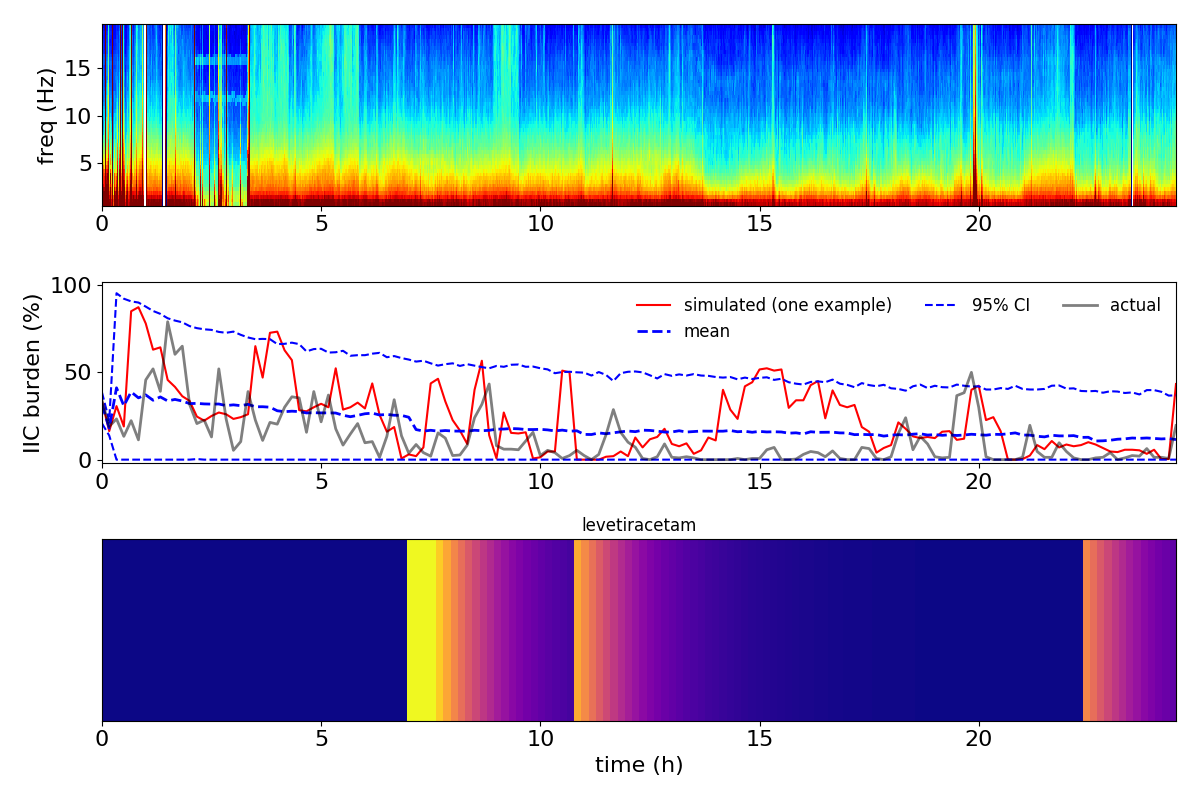 freq (Hz)
15
10
5
0 5 10 15 20
IIC burden (%)
100
50
0
simulated (one example) 95% CI actual
mean
0 5 10 15 20
levetiracetam
0 5 10 15 20
time (h)